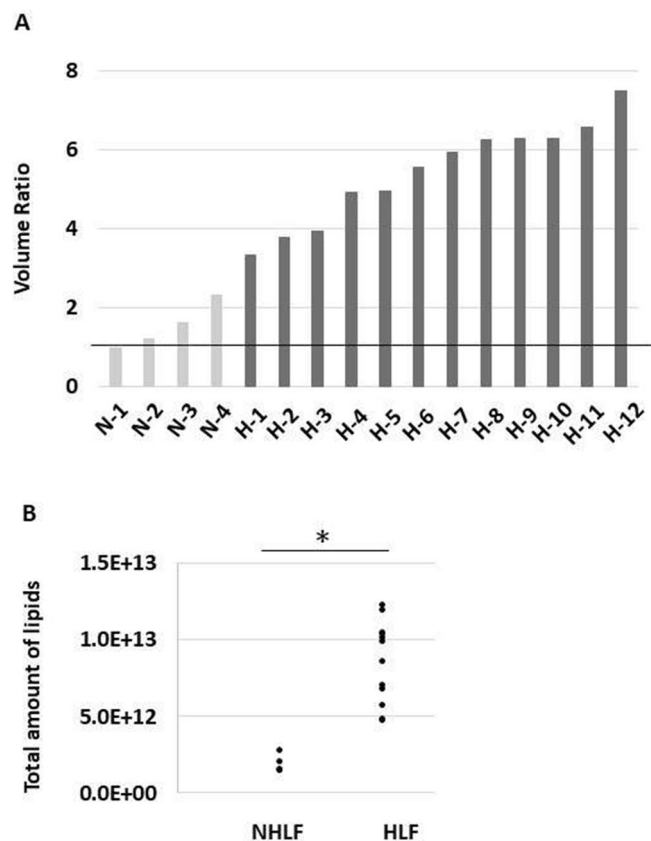 A
8
6
4
2
0
Volume Ratio
N-1 N-2 N-3 N-4 H-1 H-2 H-3 H-4 H-5 H-6 H-7 H-8 H-9 H-10 H-11 H-12
B
*
1.5E+13
1.0E+13
5.0E+12
0.0E+00
Total amount of lipids
NHLF HLF